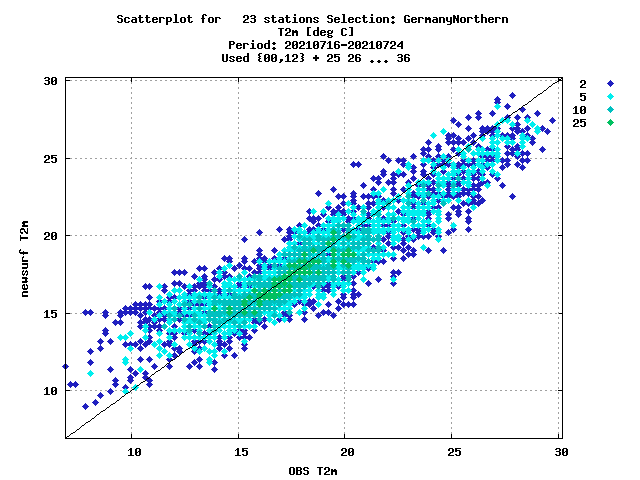 Scatterplot for   23 stations Selection: GermanyNorthern
T2m [deg C]
Period: 20210716-20210724
Used {00,12} + 25 26 ... 36
30
25
20
15
10
newsurf T2m
10 15 20 25 30
OBS T2m
2
5
10
25